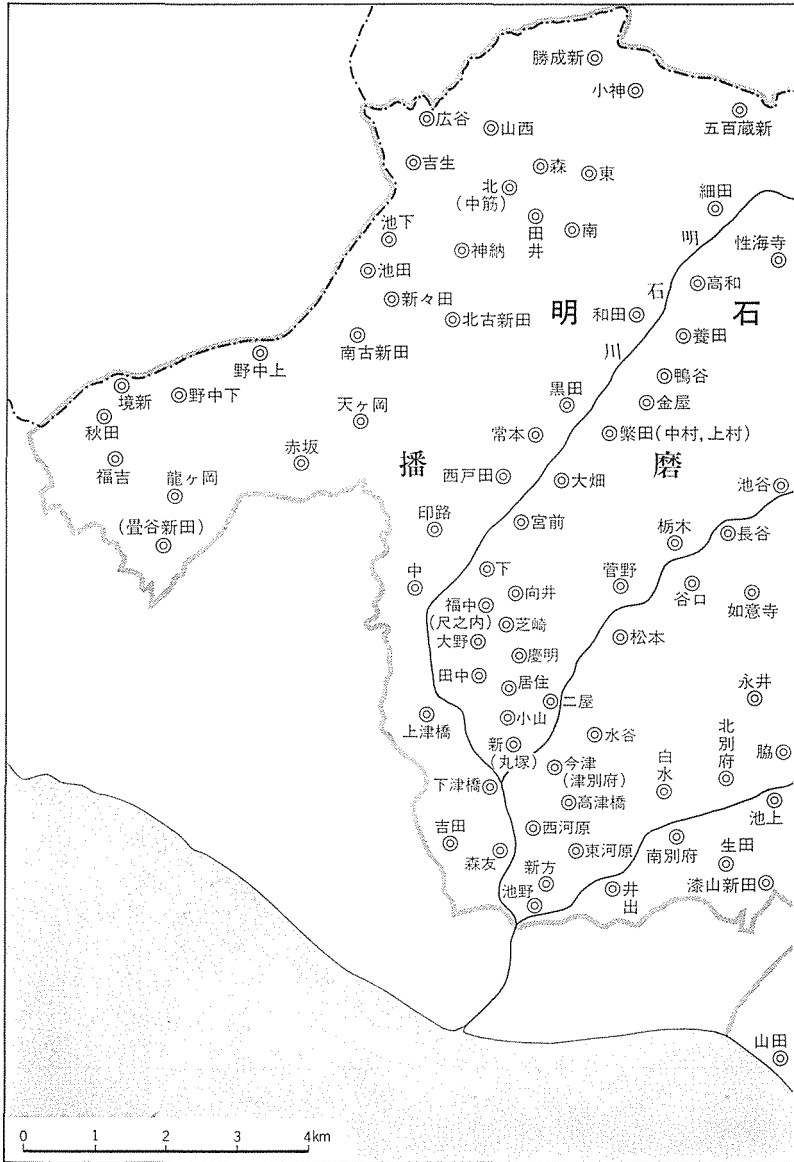 勝成新
小神
五百蔵新
広谷
山西
吉生
森
東
北
(中筋)
細田
池下
田井
南
明石川
性海寺
神納
池田
高和
新々田
明石
北古新田
和田
養田
南古新田
野中上
鴨谷
境新
野中下
黒田
金屋
天ヶ岡
秋田
常本
繁田(中村,上村)
福吉
赤坂
播磨
龍ヶ岡
西戸田
大畑
池谷
印路
宮前
(畳谷新田)
栃木
長谷
中
下
菅野
向井
谷口
如意寺
福中
(尺之内)
芝崎
松本
大野
慶明
田中
居住
永井
二屋
上津橋
小山
水谷
北別府
新
(丸塚)
脇
今津
(津別府)
白水
下津橋
高津橋
池上
西河原
吉田
森友
東河原
南別府
生田
新方
井出
漆山新田
池野
山田
0 1 2 3 4km